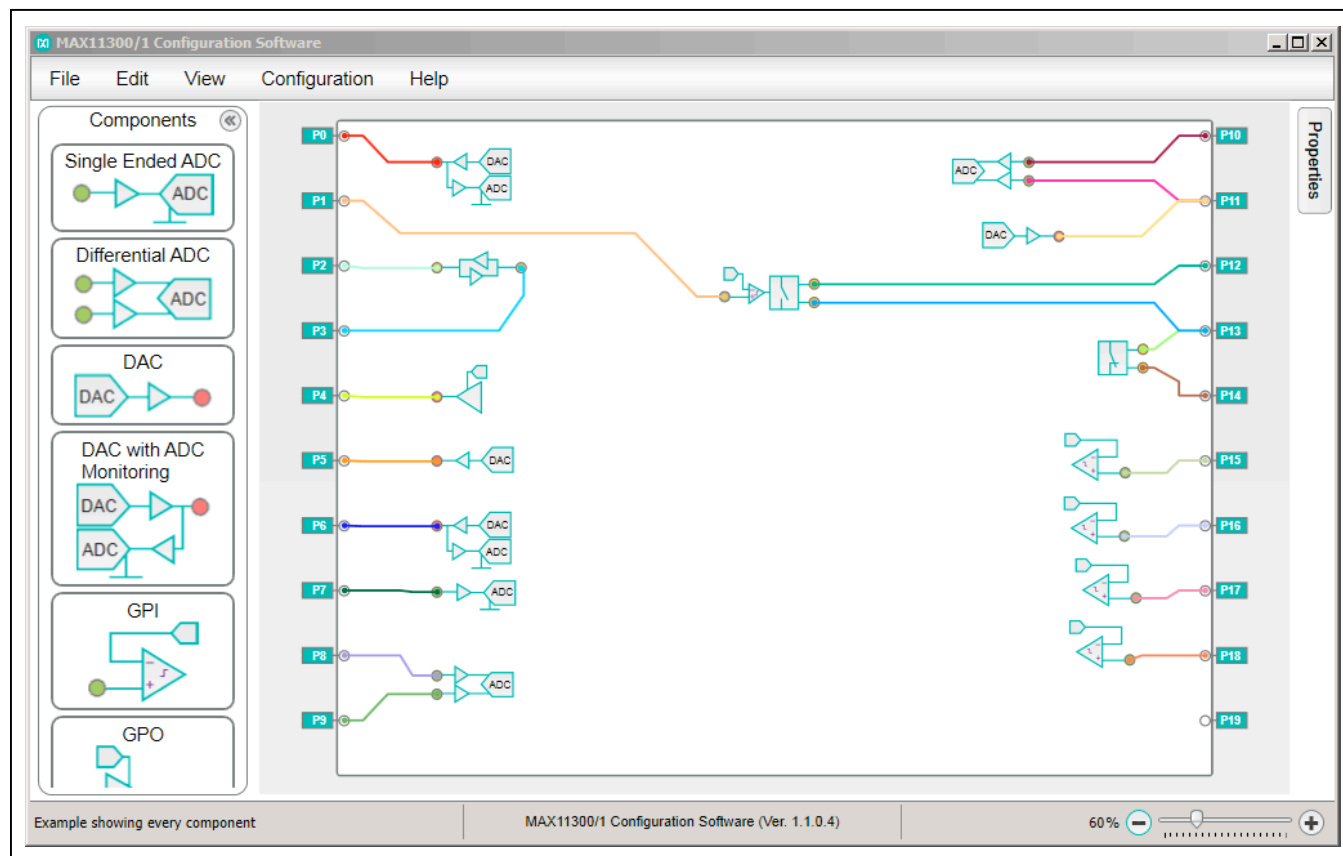 MAX11300/1 Configuration Software
File Edit View Configuration Help
Components
Single Ended ADC
ADC
Differential ADC
ADC
DAC
DAC
DAC with ADC
Monitoring
DAC
ADC
GPI
GPO
P0
P1
P2
P3
P4
P5
P6
P7
P8
P9
DAC
ADC
DAC
DAC
ADC
ADC
ADC
ADC
DAC
P10
P11
P12
P13
P14
P15
P16
P17
P18
P19
Properties
Example showing every component
MAX11300/1 Configuration Software (Ver. 1.1.0.4)
60%